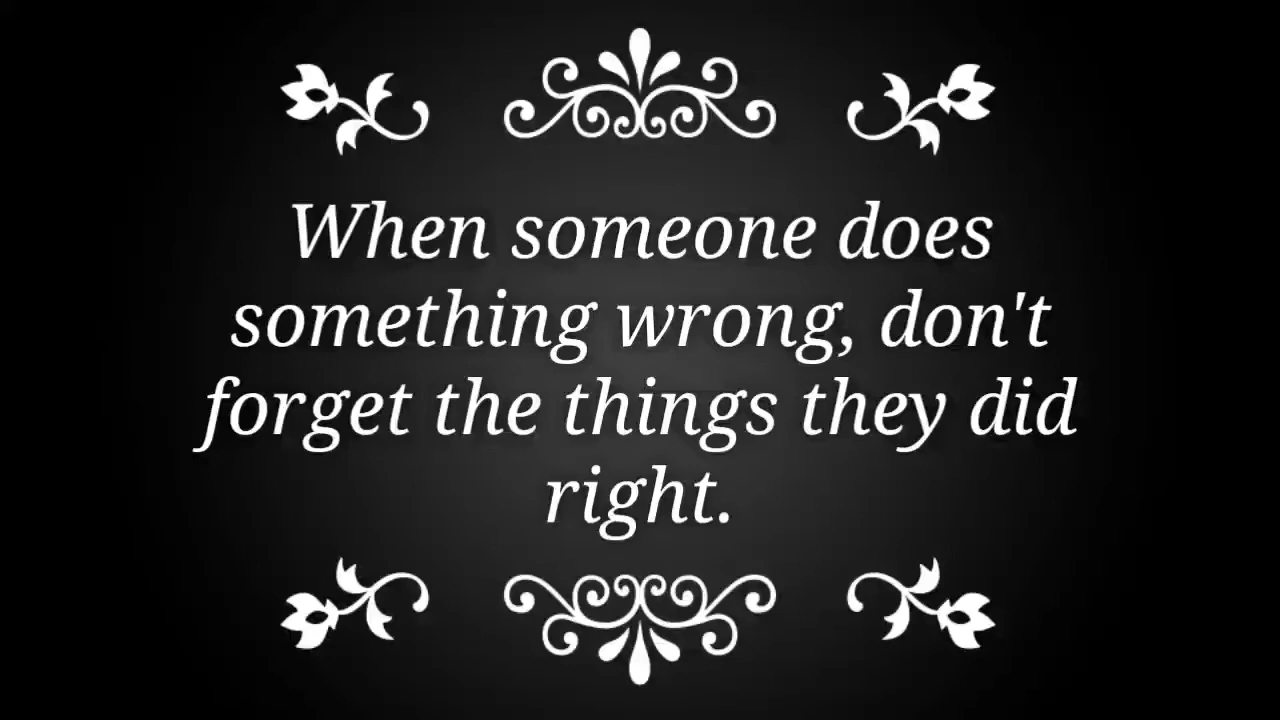 When someone does
something wrong, don't
forget the things they did
right.